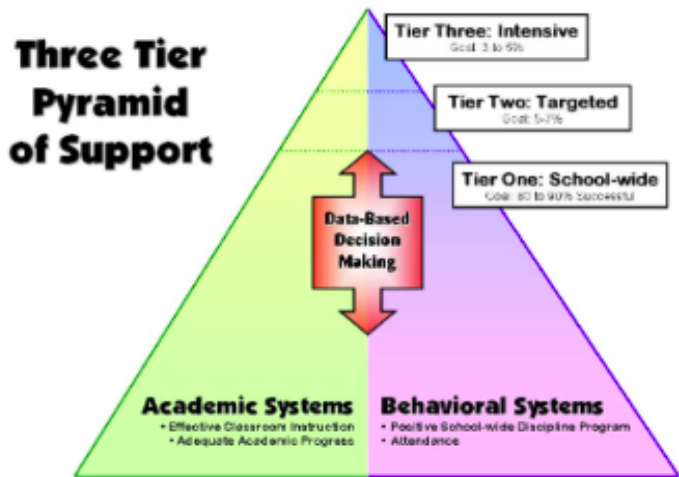 Three Tier
Pyramid
of Support
Tier Three: Intensive
Goal: 3 to 5%
Tier Two: Targeted
Goal: 5-7%
Tier One: School-wide
Goal: 80 to 90% Successful
Data-Based
Decision
Making
Academic Systems
• Effective Classroom Instruction
• Adequate Academic Progress
Behavioral Systems
• Positive School-wide Discipline Program
• Attendance